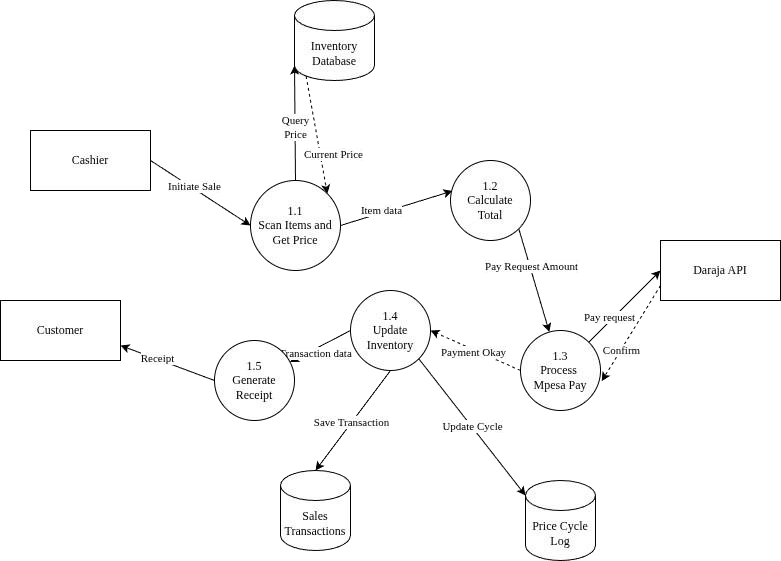 Inventory
Database
Query
Price
Current Price
Cashier
Initiate Sale
1.1
Scan Items and
Get Price
Item data
1.2
Calculate
Total
Pay Request Amount
Daraja API
Pay request
Confirm
1.3
Process
Mpesa Pay
Payment Okay
1.4
Update
Inventory
Transaction data
1.5
Generate
Receipt
Receipt
Customer
Save Transaction
Update Cycle
Sales
Transactions
Price Cycle
Log